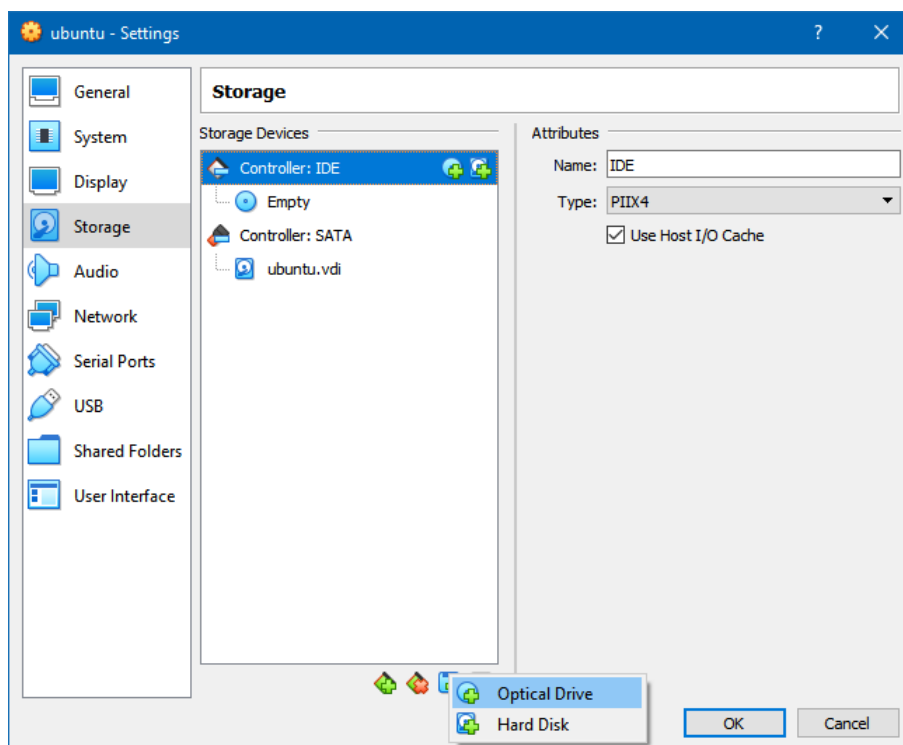 ubuntu - Settings
?
General
System
Display
Storage
Audio
Network
Serial Ports
USB
Shared Folders
User Interface
Storage
Storage Devices
Controller: IDE
Empty
Controller: SATA
ubuntu.vdi
Attributes
Name: IDE
Type: PIIX4
Use Host I/O Cache
Optical Drive
Hard Disk
OK
Cancel